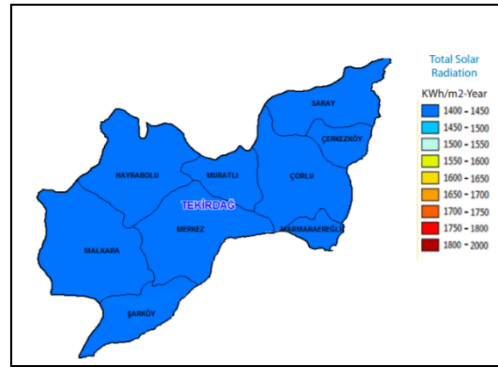 Total Solar
Radiation
KWh/m2-Year
1400 - 1450
1450 - 1500
1500 - 1550
1550 - 1600
1600 - 1650
1650 - 1700
1700 - 1750
1750 - 1800
1800 - 2000
SARAY
ÇERKEZKÖY
HAYRABOLU
MURATLI
ÇORLU
TEKİRDAĞ
MERKEZ
MARMARAEREĞLİ
MALKARA
ŞARKÖY